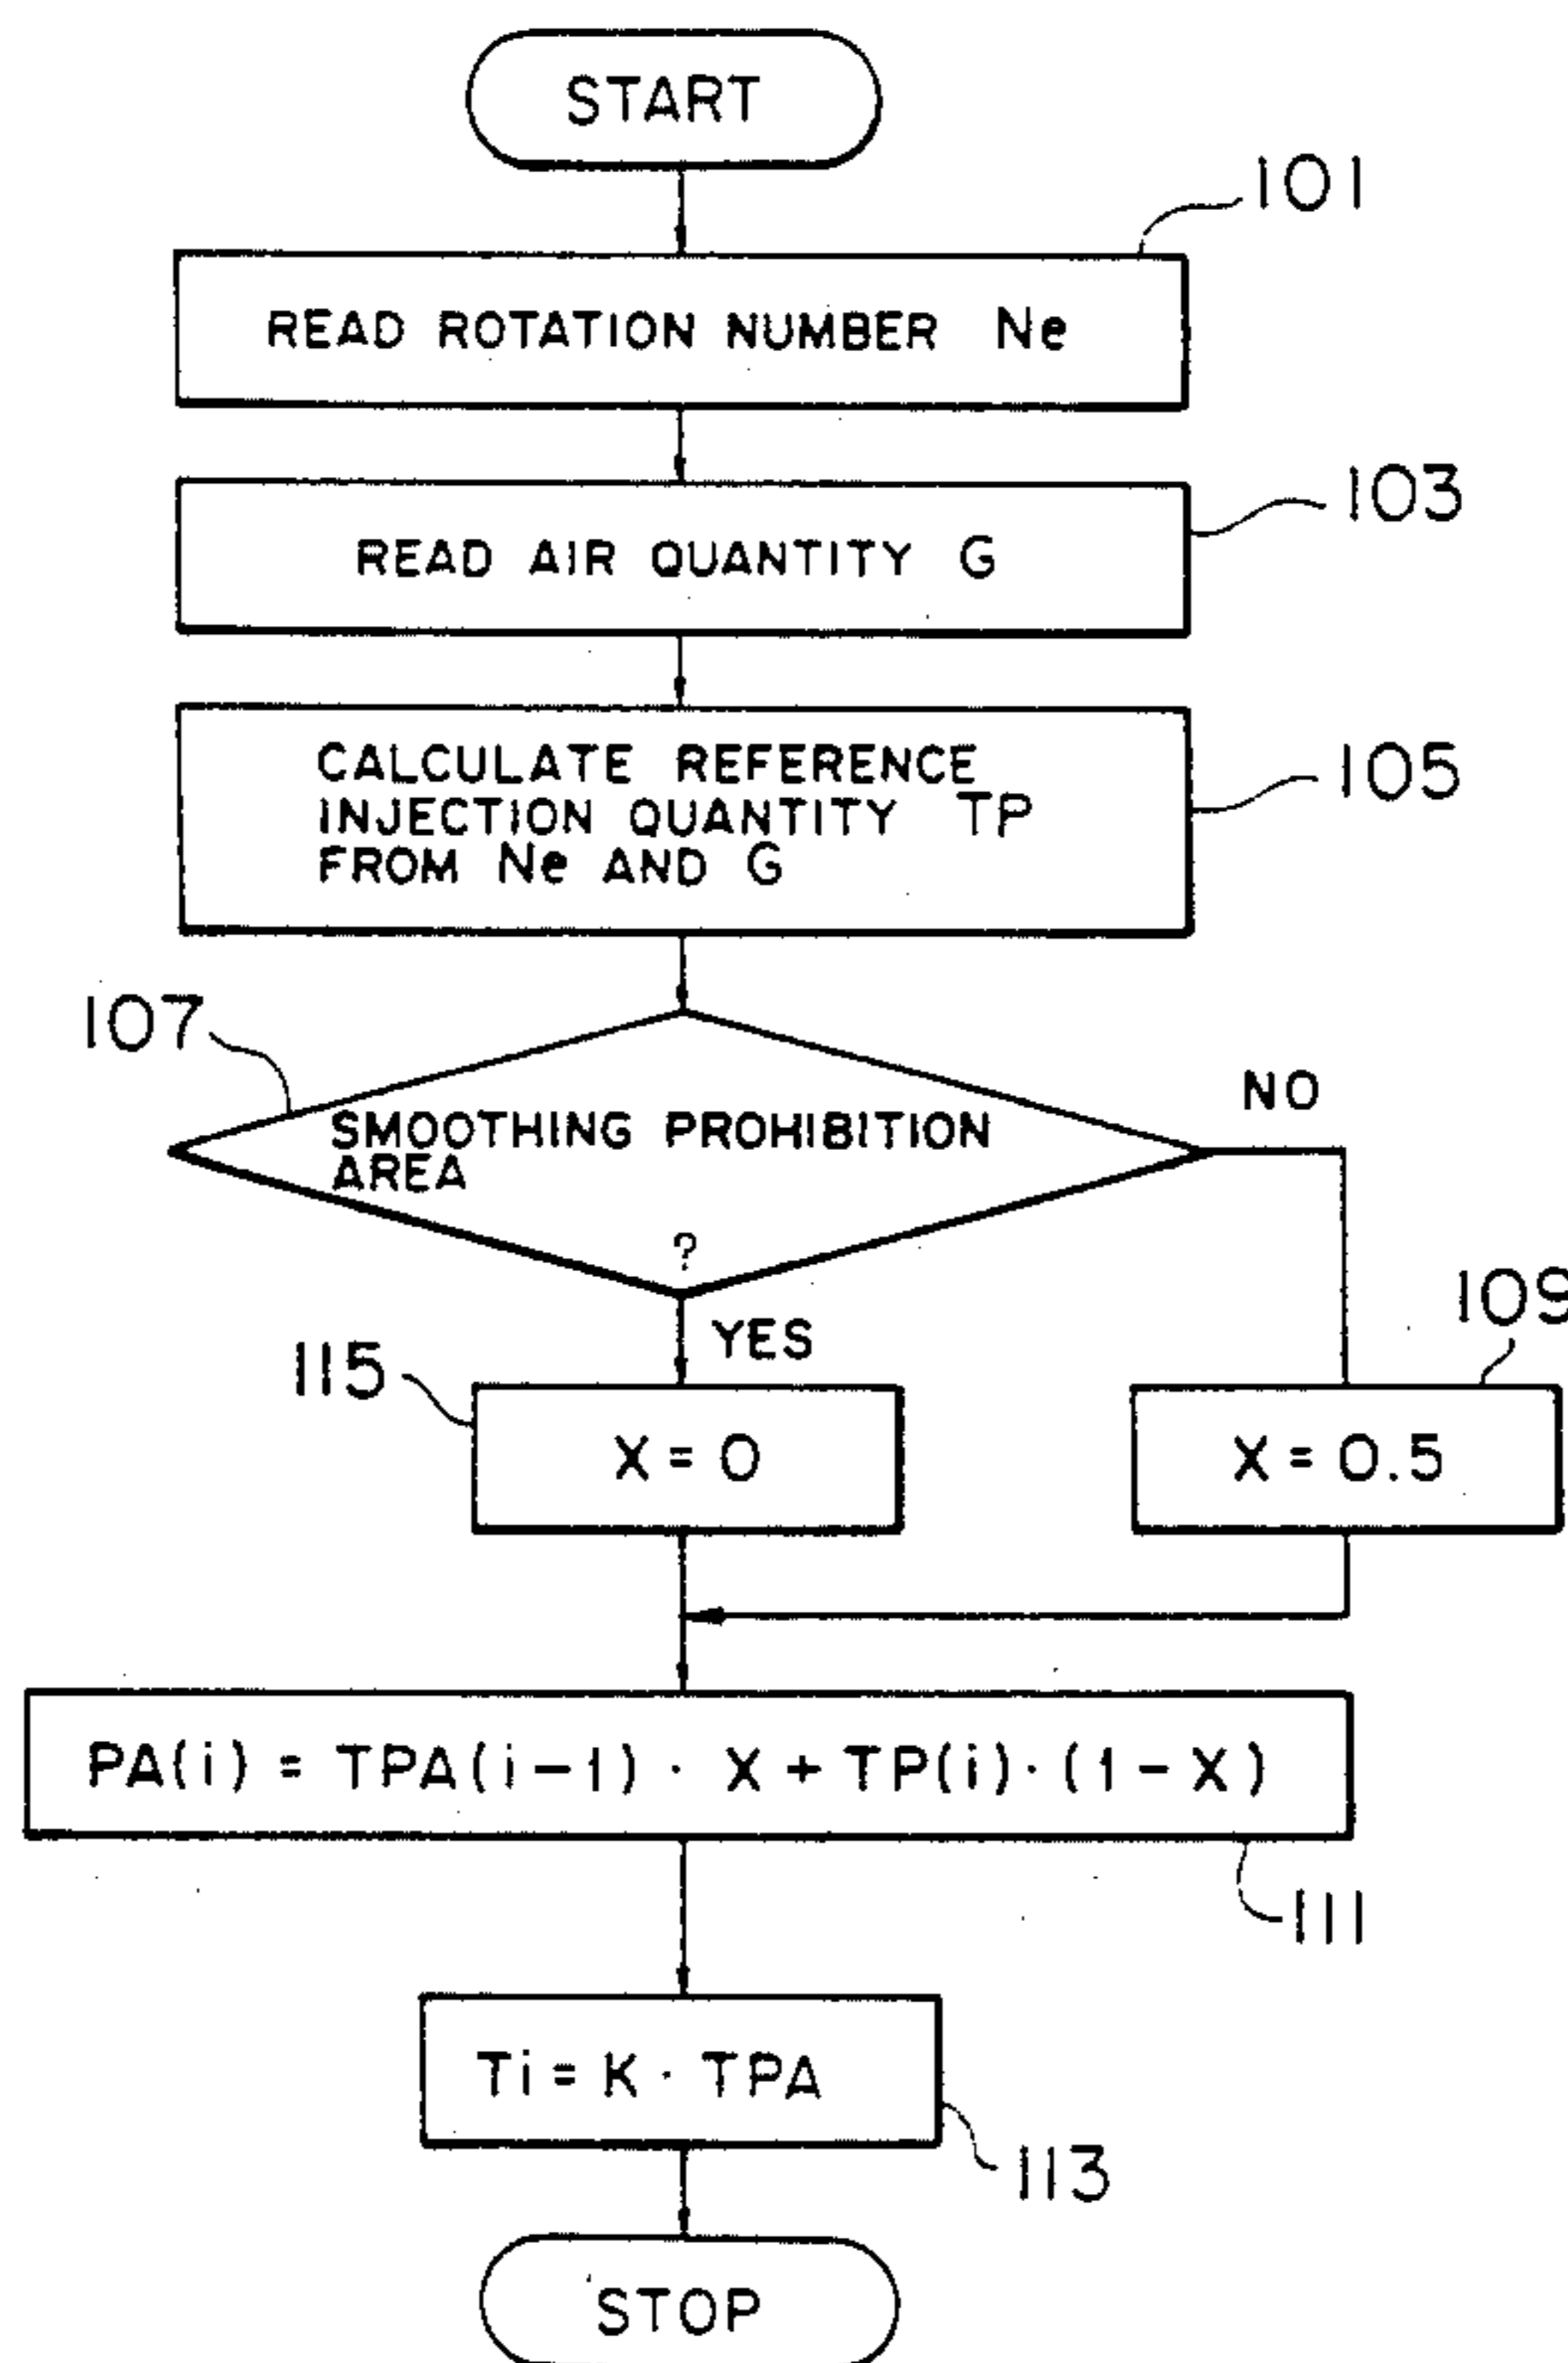 START
101
READ ROTATION NUMBER Ne
103
READ AIR QUANTITY G
105
CALCULATE REFERENCE
INJECTION QUANTITY TP
FROM Ne AND G
107
SMOOTHING PROHIBITION
AREA
?
NO
YES
115
X = 0
109
X = 0.5
PA(i) = TPA(i-1) · X + TP(i) · (1 - X)
111
Ti = K · TPA
113
STOP